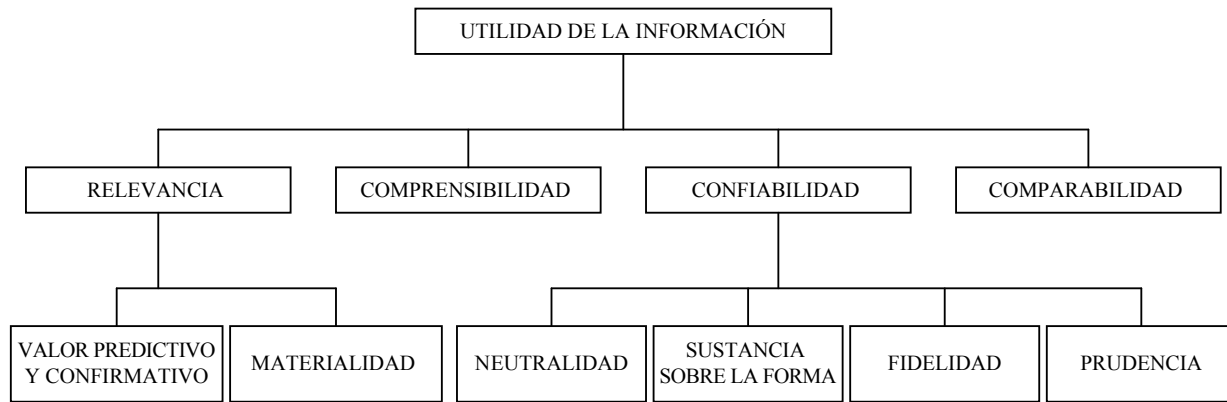 UTILIDAD DE LA INFORMACIÓN
RELEVANCIA
COMPRENSIBILIDAD
CONFIABILIDAD
COMPARABILIDAD
VALOR PREDICTIVO
Y CONFIRMATIVO
MATERIALIDAD
NEUTRALIDAD
SUSTANCIA
SOBRE LA FORMA
FIDELIDAD
PRUDENCIA